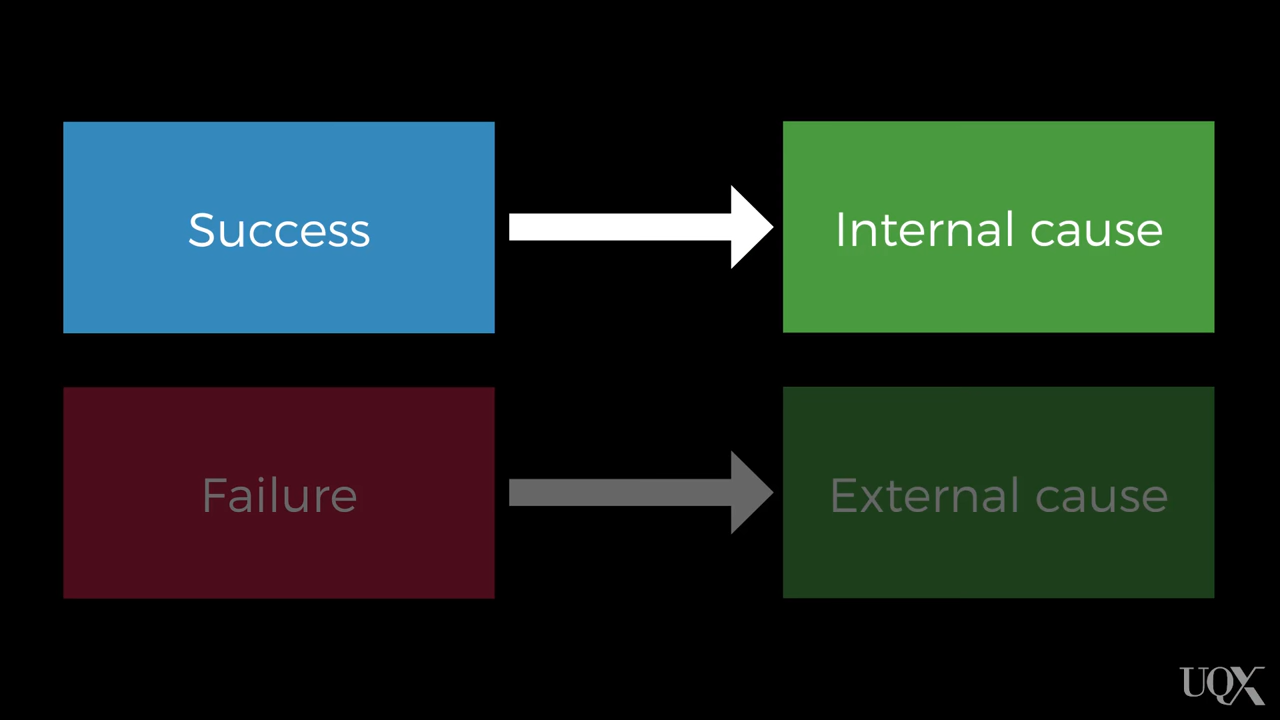 Success
Internal cause
Failure
External cause
UQX